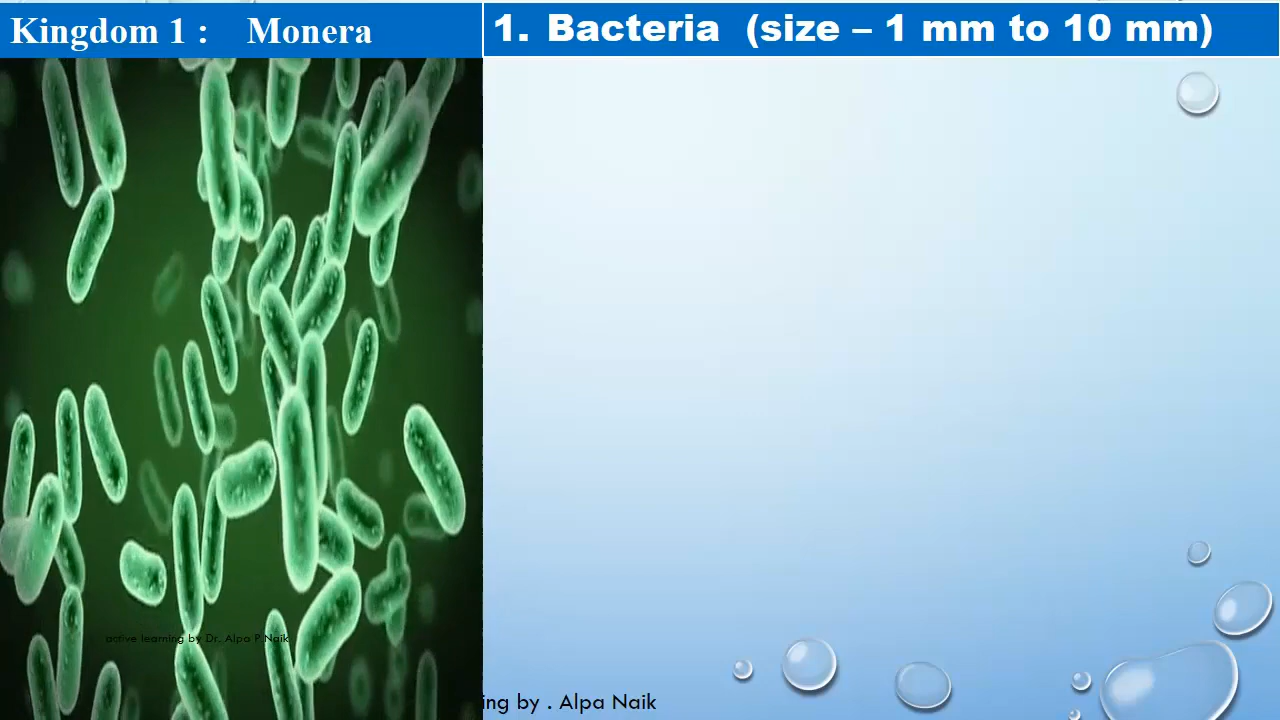 Kingdom 1 :    Monera
1. Bacteria  (size – 1 mm to 10 mm)
active learning by Dr. Alpa P Naik
ing by . Alpa Naik